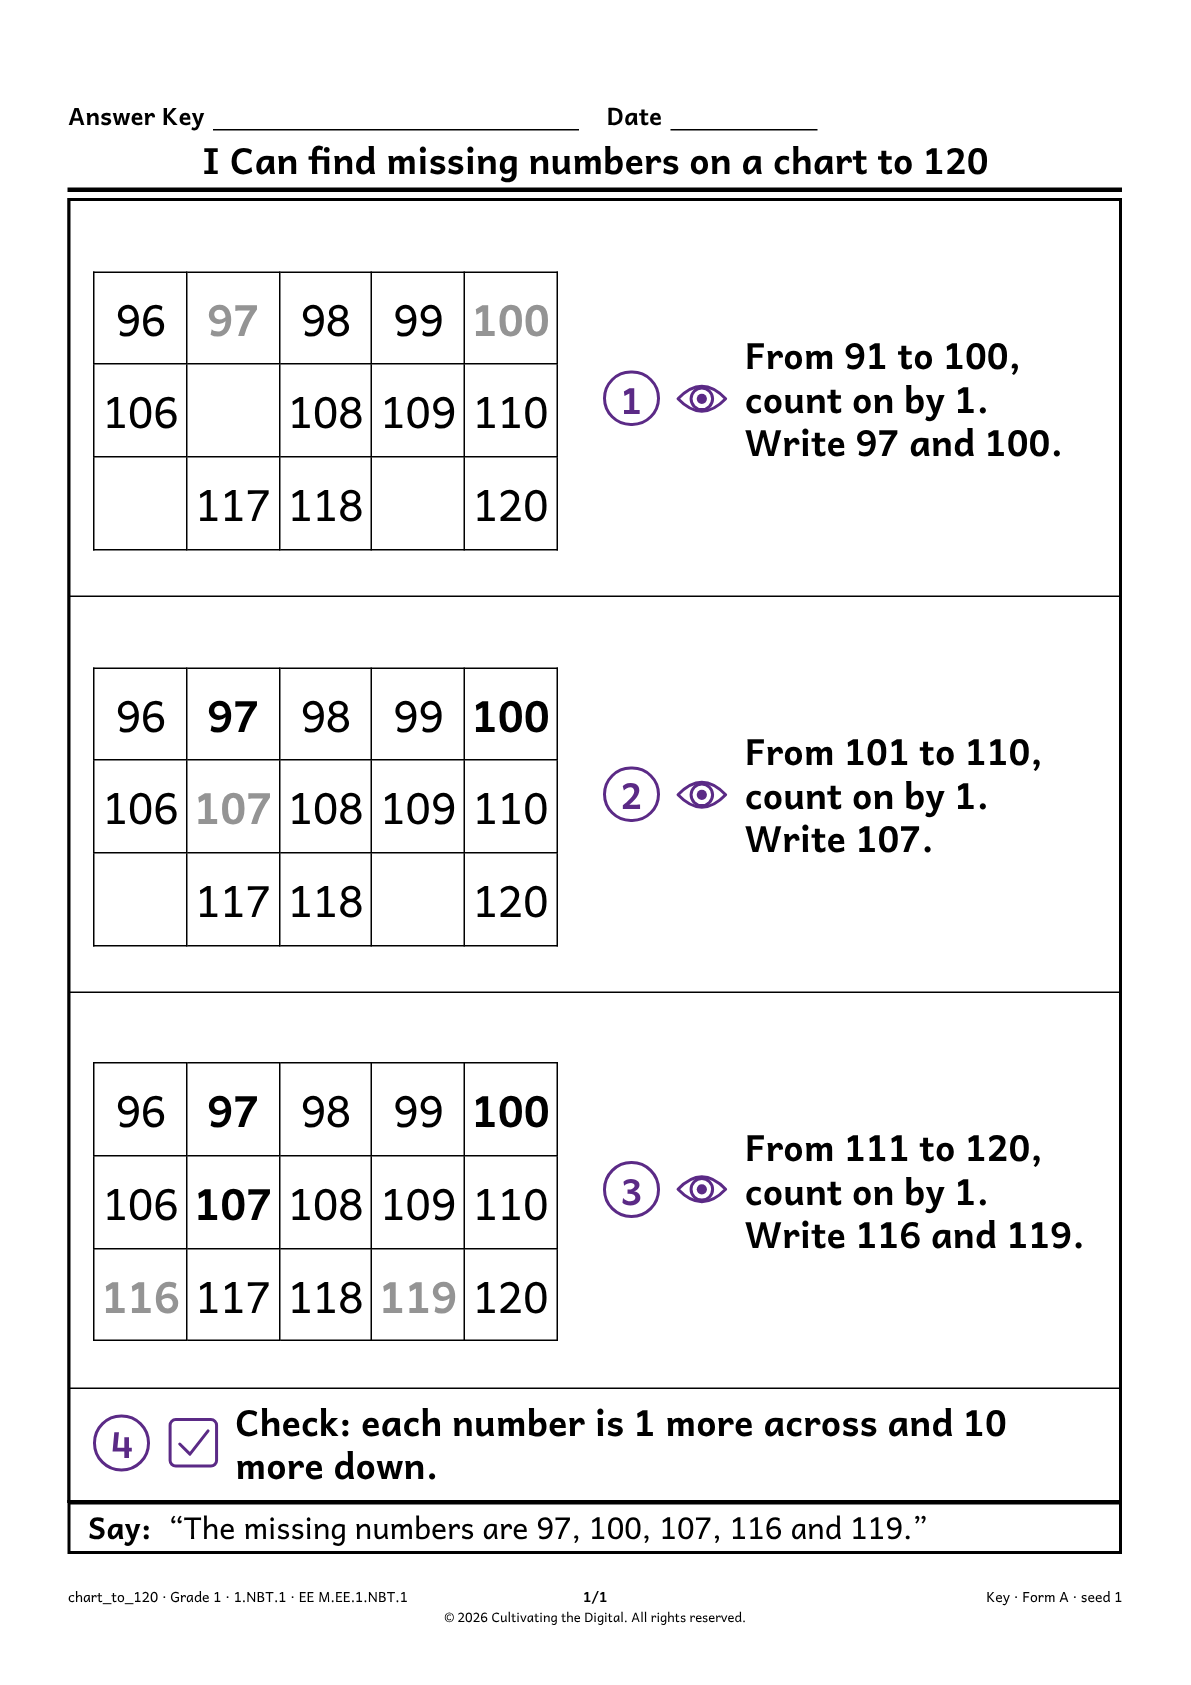 Answer Key ____________ Date ________
I Can find missing numbers on a chart to 120
96 97 98 99 100
106 108 109 110
117 118 120
1
From 91 to 100,
count on by 1.
Write 97 and 100.
96 97 98 99 100
106 107 108 109 110
117 118 120
2
From 101 to 110,
count on by 1.
Write 107.
96 97 98 99 100
106 107 108 109 110
116 117 118 119 120
3
From 111 to 120,
count on by 1.
Write 116 and 119.
4 Check: each number is 1 more across and 10
more down.
Say: “The missing numbers are 97, 100, 107, 116 and 119.”
chart_to_120 · Grade 1 · 1.NBT.1 · EE M.EE.1.NBT.1 1/1 Key · Form A · seed 1
© 2026 Cultivating the Digital. All rights reserved.